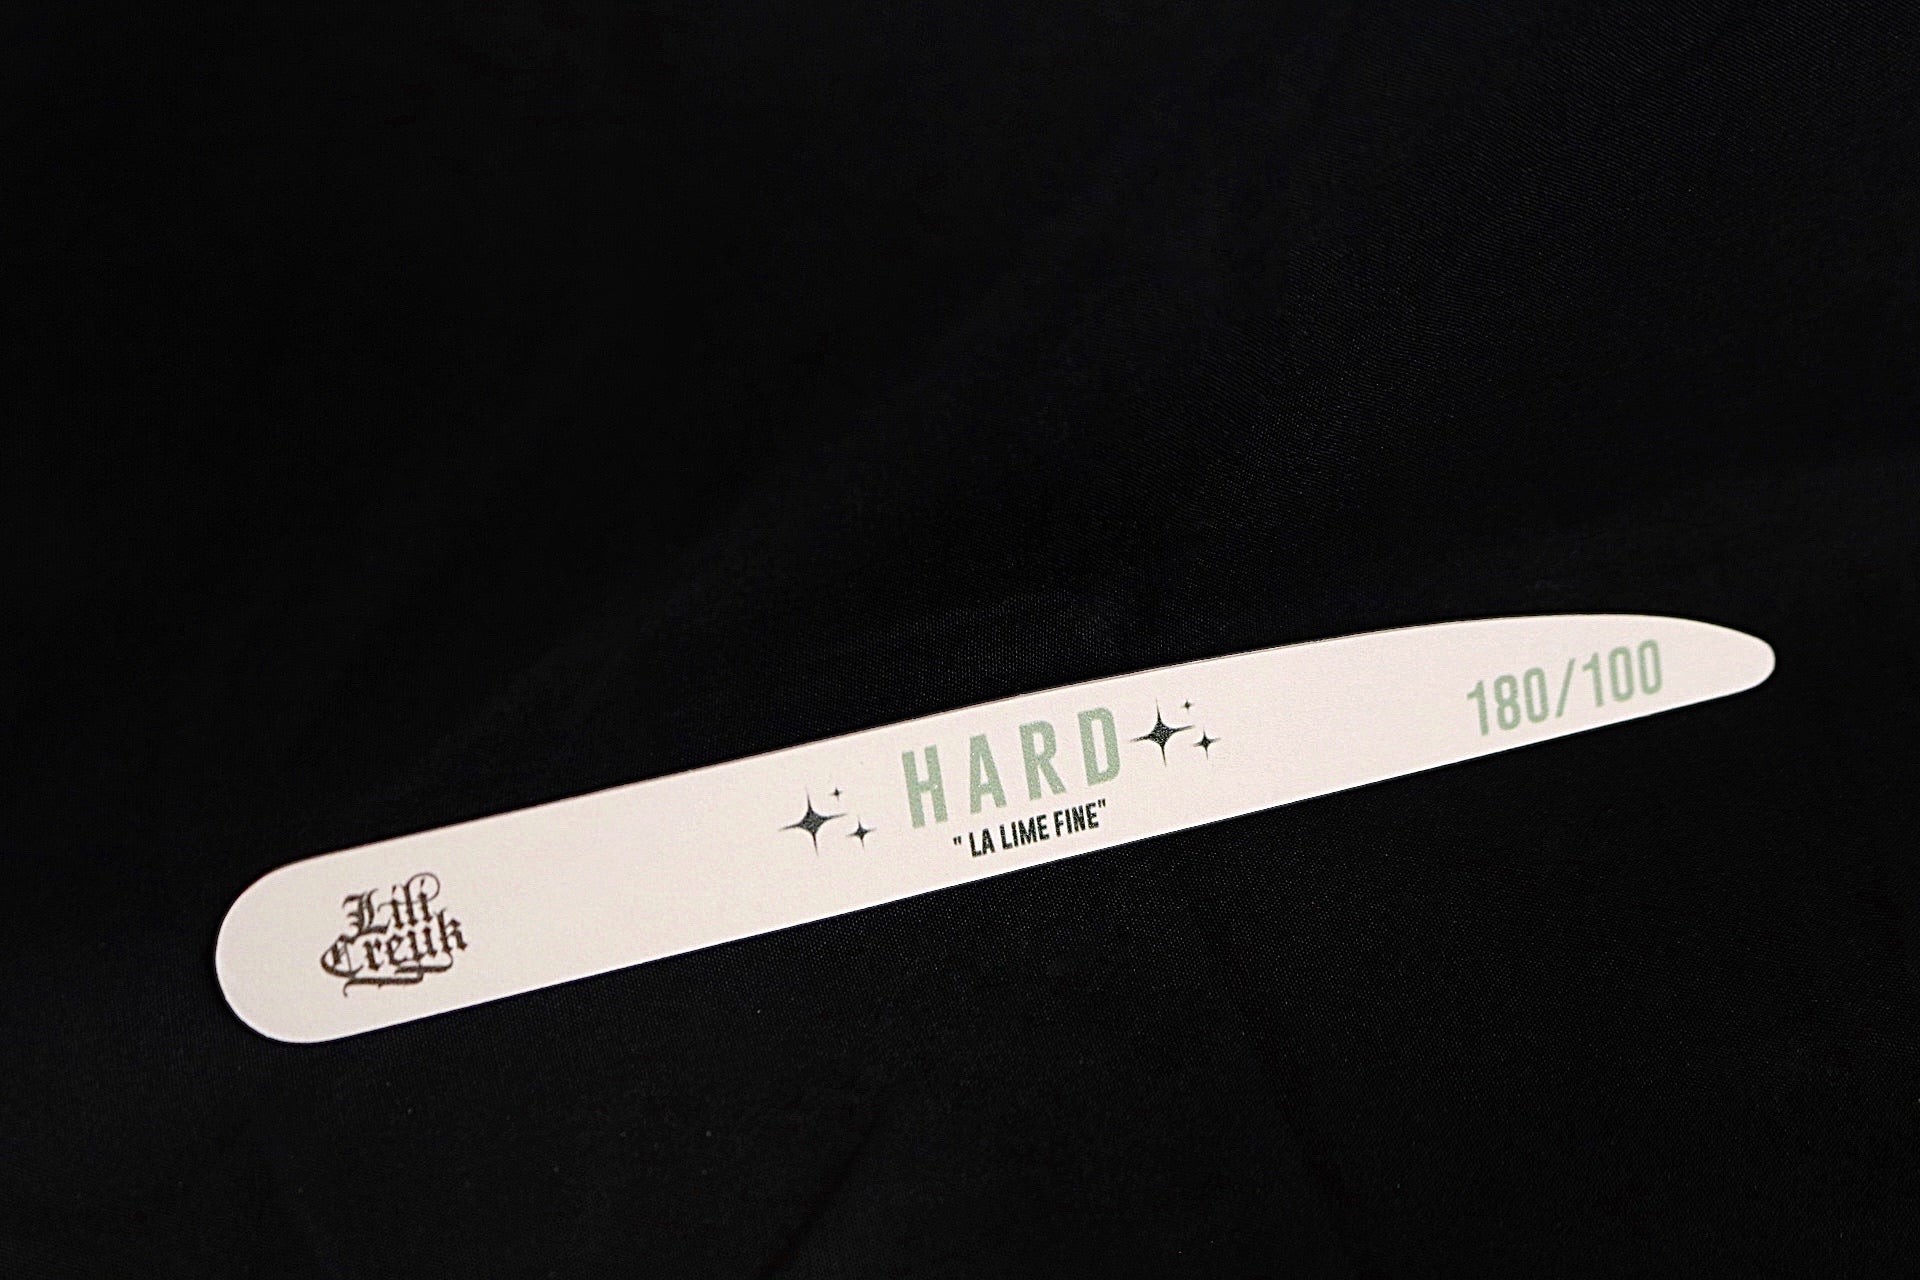 Lili
Creuk
HARD
" LA LIME FINE"
180/100